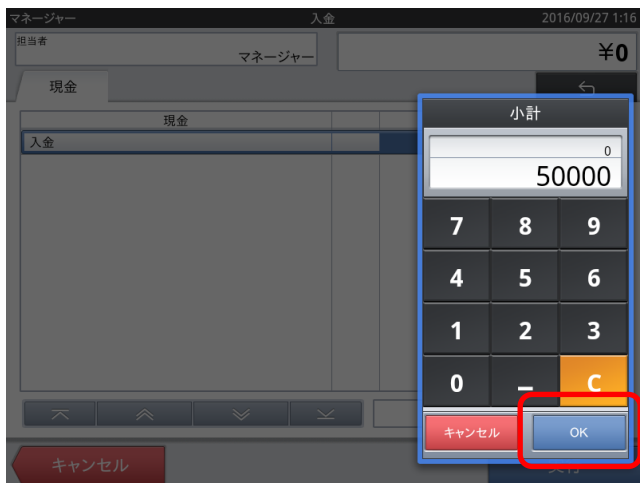 マネージャー 入金 2016/09/27 1:16
担当者
マネージャー
¥0
現金
小計
現金
入金
0
50000
7 8 9
4 5 6
1 2 3
0 – C
キャンセル OK
キャンセル